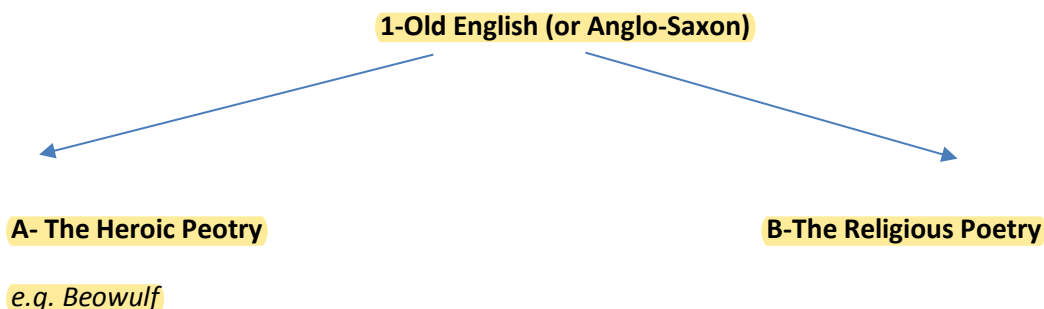 1-Old English (or Anglo-Saxon)
A- The Heroic Peotry
B-The Religious Poetry
e.g. Beowulf